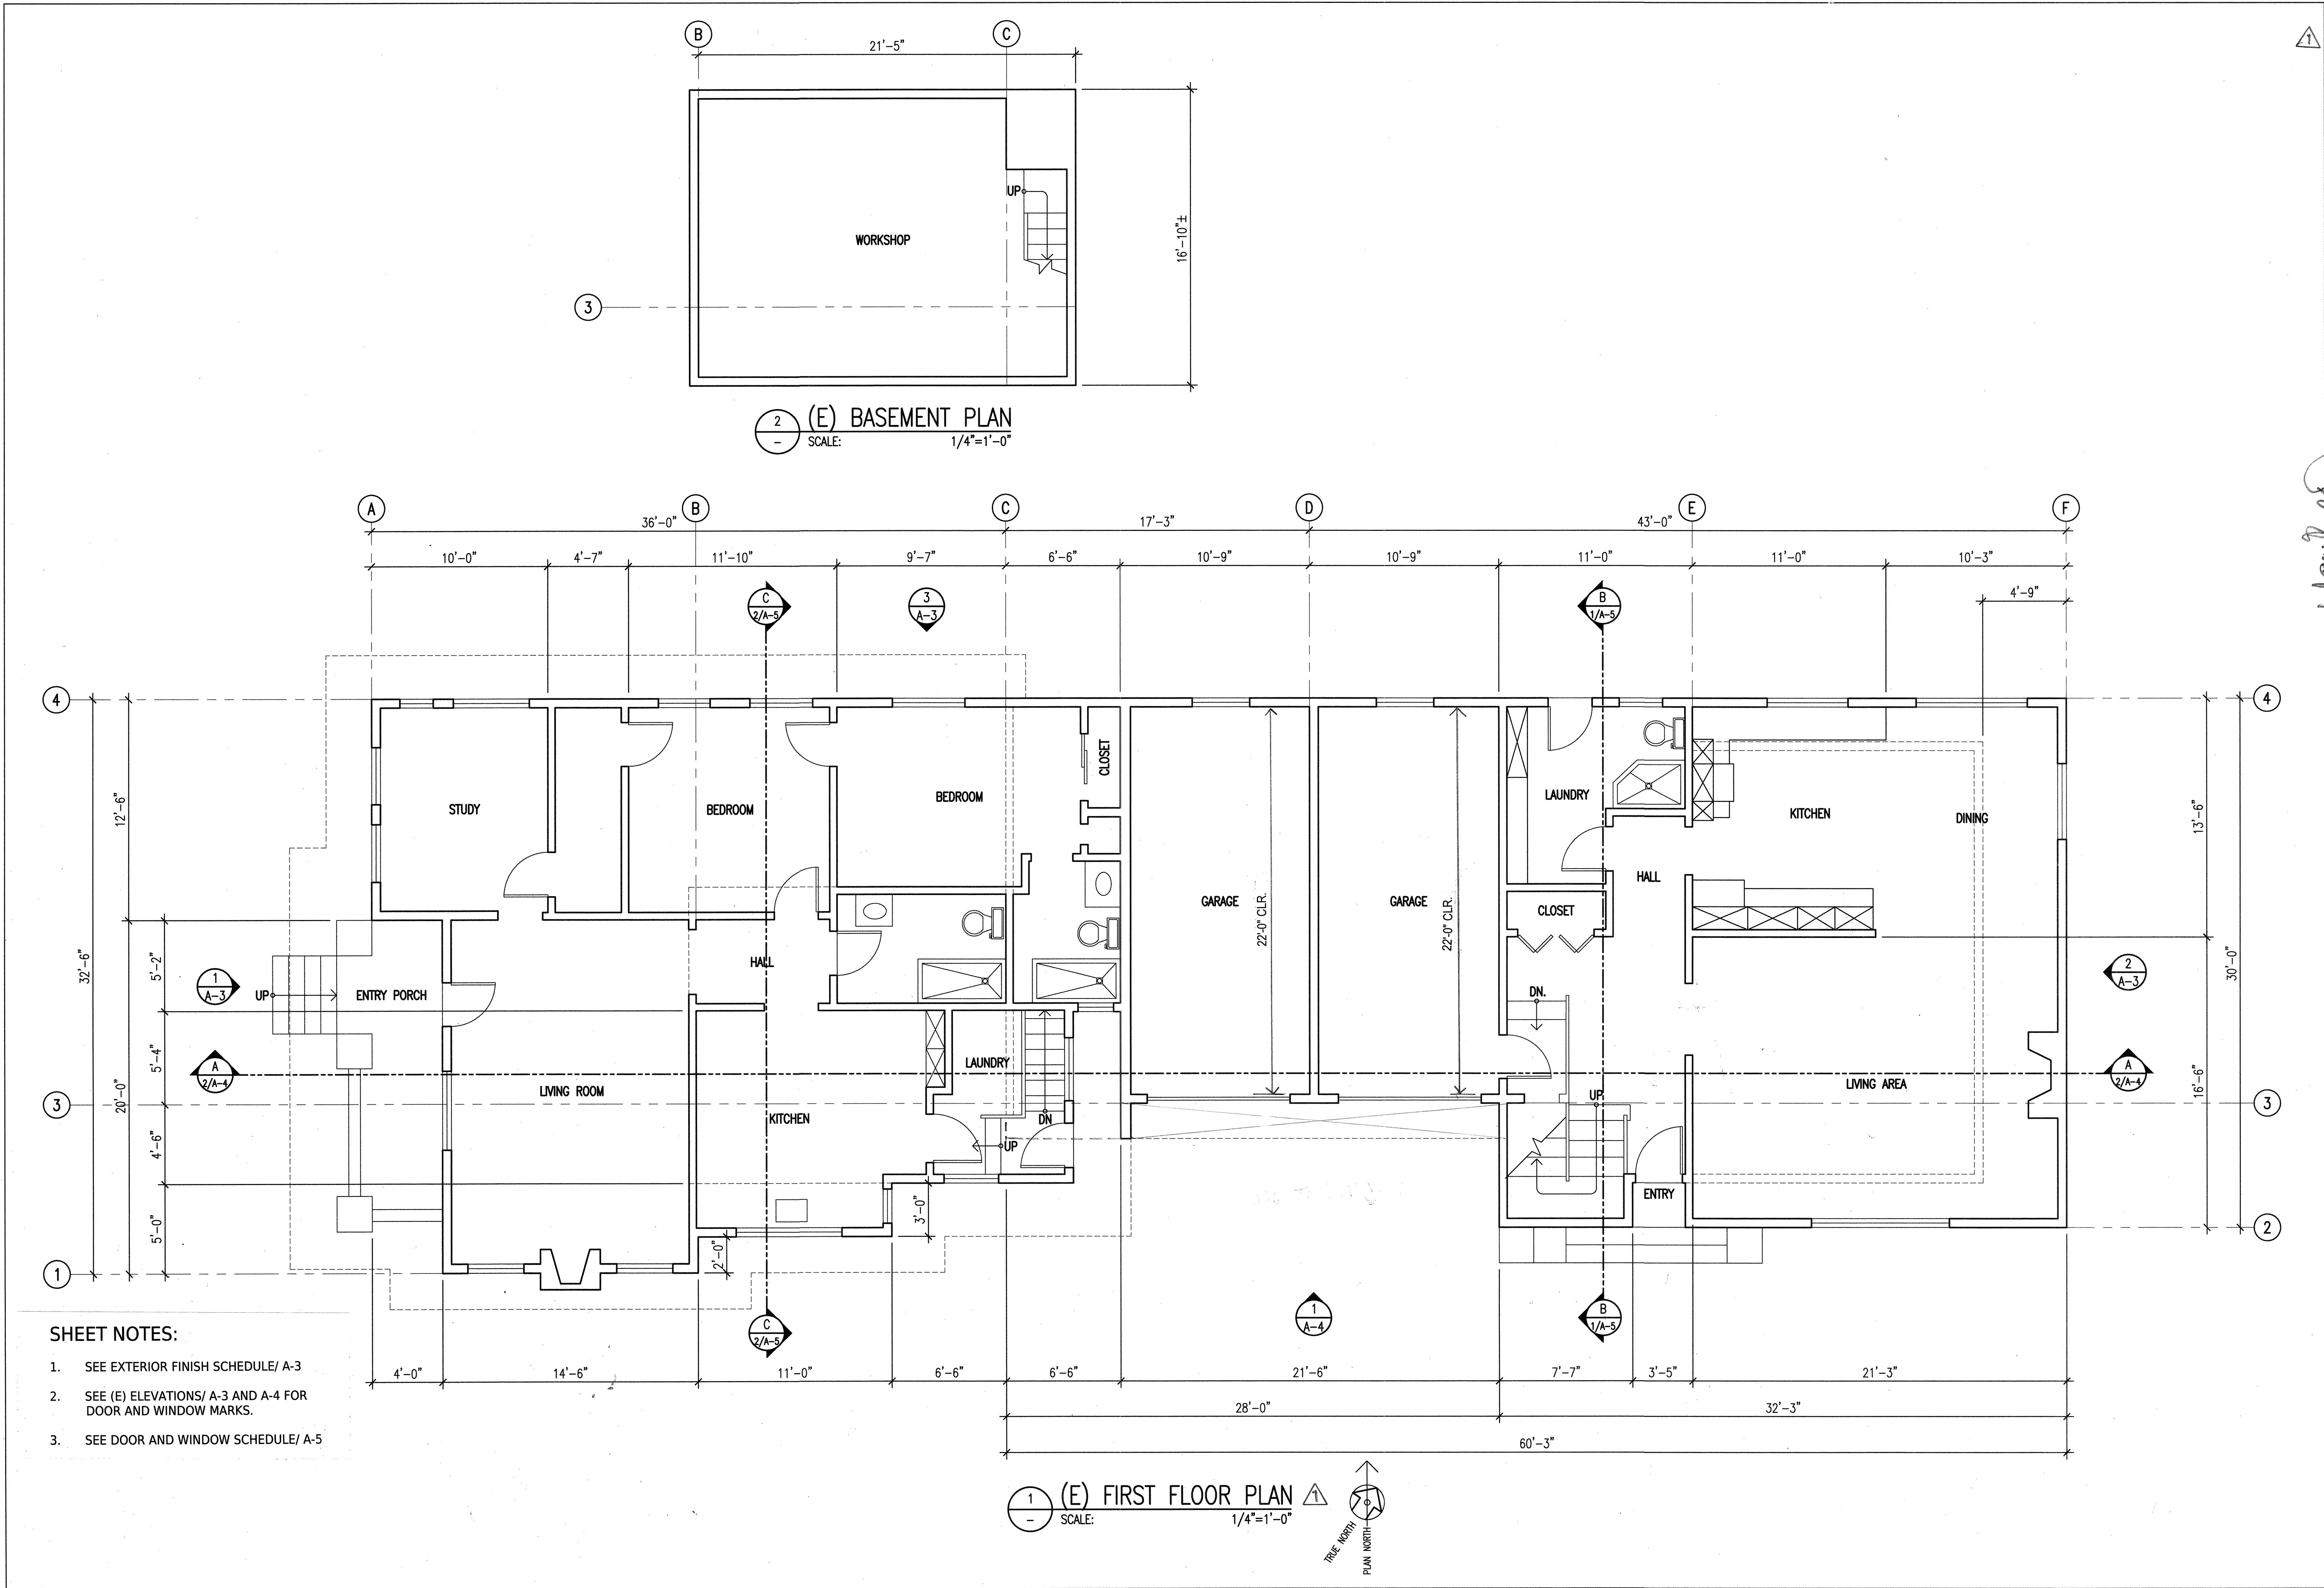 1
B
C
21'-5"
UP
WORKSHOP
16'-10"±
3
2
-
(E) BASEMENT PLAN
SCALE: 1/4"=1'-0"
A
B
C
D
E
F
36'-0"
17'-3"
43'-0"
10'-0"
4'-7"
11'-10"
9'-7"
6'-6"
10'-9"
10'-9"
11'-0"
11'-0"
10'-3"
4'-9"
C
2/A-5
3
A-3
B
1/A-5
4
4
STUDY
BEDROOM
BEDROOM
CLOSET
LAUNDRY
KITCHEN
DINING
12'-6"
13'-6"
HALL
GARAGE
22'-0" CLR.
GARAGE
22'-0" CLR.
CLOSET
32'-6"
5'-2"
HALL
30'-0"
1
A-3
UP
ENTRY PORCH
DN.
2
A-3
5'-4"
A
2/A-4
LAUNDRY
A
2/A-4
20'-0"
LIVING ROOM
LIVING AREA
16'-6"
3
KITCHEN
DN
UP
3
4'-6"
UP
ENTRY
3'-0"
5'-0"
2'-0"
2
1
C
2/A-5
1
A-4
B
1/A-5
4'-0"
14'-6"
11'-0"
6'-6"
6'-6"
21'-6"
7'-7"
3'-5"
21'-3"
28'-0"
32'-3"
60'-3"
SHEET NOTES:
1. SEE EXTERIOR FINISH SCHEDULE/ A-3
2. SEE (E) ELEVATIONS/ A-3 AND A-4 FOR
DOOR AND WINDOW MARKS.
3. SEE DOOR AND WINDOW SCHEDULE/ A-5
1
-
(E) FIRST FLOOR PLAN
1
SCALE: 1/4"=1'-0"
TRUE NORTH
PLAN NORTH